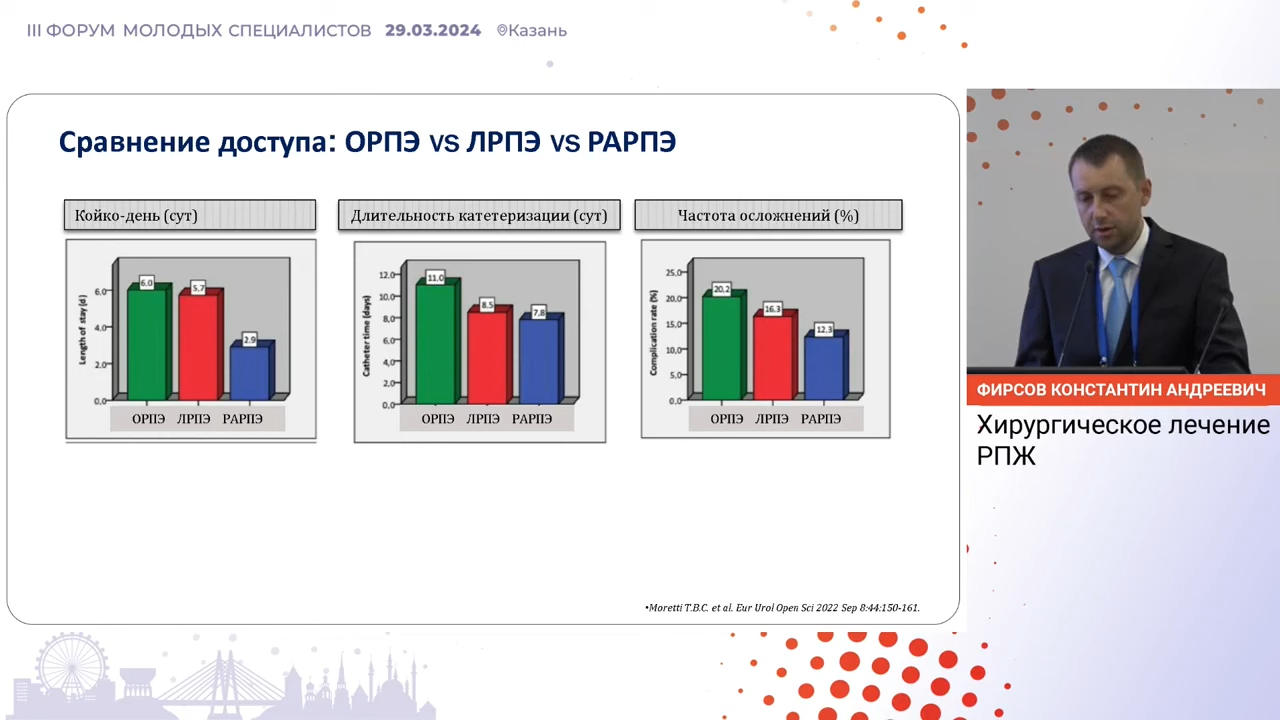 III ФОРУМ МОЛОДЫХ СПЕЦИАЛИСТОВ 29.03.2024 Казань
Сравнение доступа: ОРПЭ vs ЛРПЭ vs РАРПЭ
Койко-день (сут)
Длительность катетеризации (сут)
Частота осложнений (%)
Length of stay(d)
6,0
4,0
2,0
0,0
6.0
5,7
2.9
ОРПЭ ЛРПЭ РАРПЭ
Catheter time (days)
12,0
10,0
8,0
6,0
4,0
2,0
0,0
11.0
8,5
7,8
ОРПЭ ЛРПЭ РАРПЭ
Complication rate (%)
25,0
20,0
15,0
10,0
5,0
0,0
20,2
16.3
12.3
ОРПЭ ЛРПЭ РАРПЭ
•Moretti T.B.C. et al. Eur Urol Open Sci 2022 Sep 8:44:150-161.
ФИРСОВ КОНСТАНТИН АНДРЕЕВИЧ
Хирургическое лечение
РПЖ